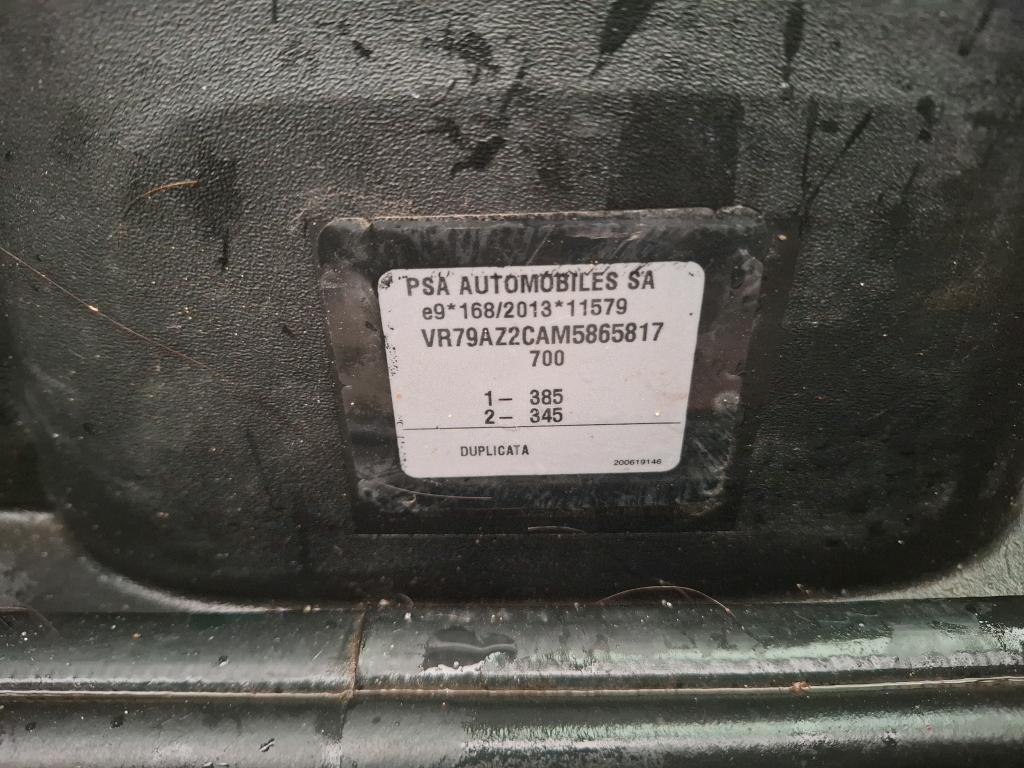 PSA AUTOMOBILES SA
e9*168/2013*11579
VR79AZ2CAM5865817
700
1- 385
2- 345
DUPLICATA
200619146